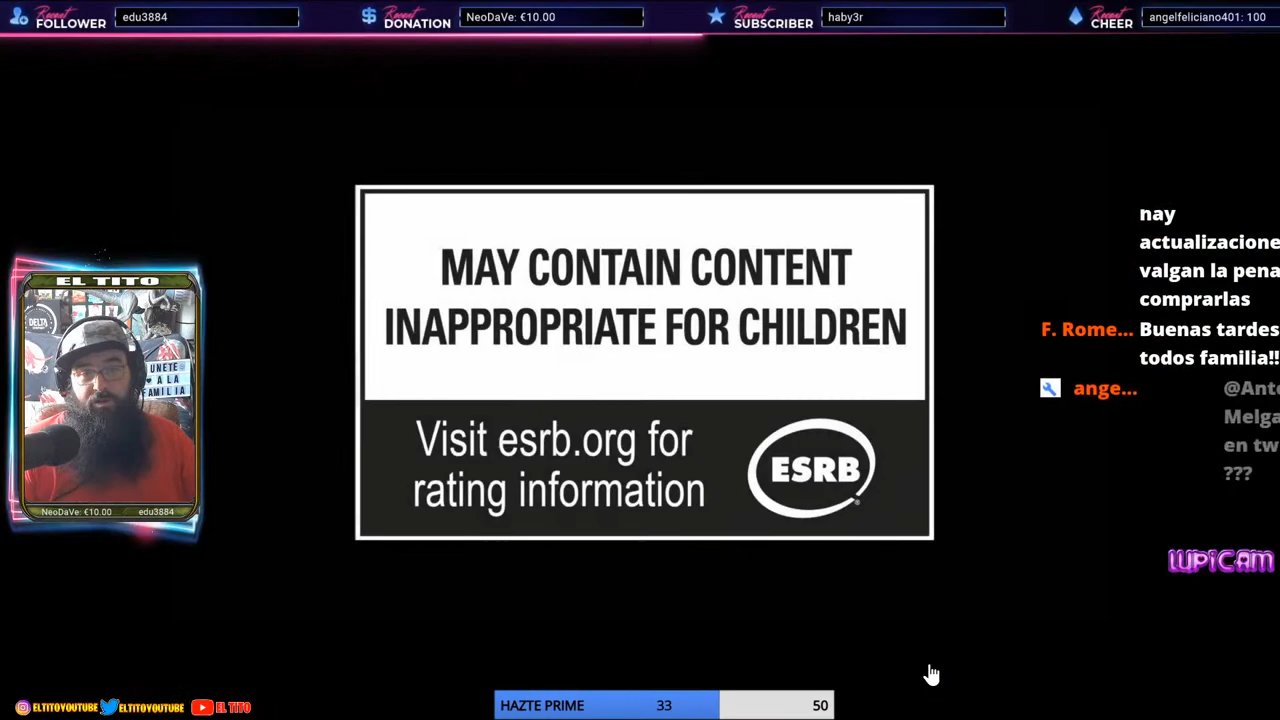 Recent FOLLOWER edu3884
Recent DONATION NeoDaVe: €10.00
Recent SUBSCRIBER haby3r
Recent CHEER angelfeliciano401: 100
MAY CONTAIN CONTENT
INAPPROPRIATE FOR CHILDREN
Visit esrb.org for
rating information
ESRB
EL TITO
DELTA
UNETE
A LA
FAMILIA
NeoDaVe: €10.00 edu3884
nay
actualizacione
valgan la pena
comprarlas
F. Rome... Buenas tardes
todos familia!!
ange... @Anto
Melga
en tw
???
LUPiCAM
HAZTE PRIME 33 50
ELTITOYOUTUBE ELTITOYOUTUBE EL TITO